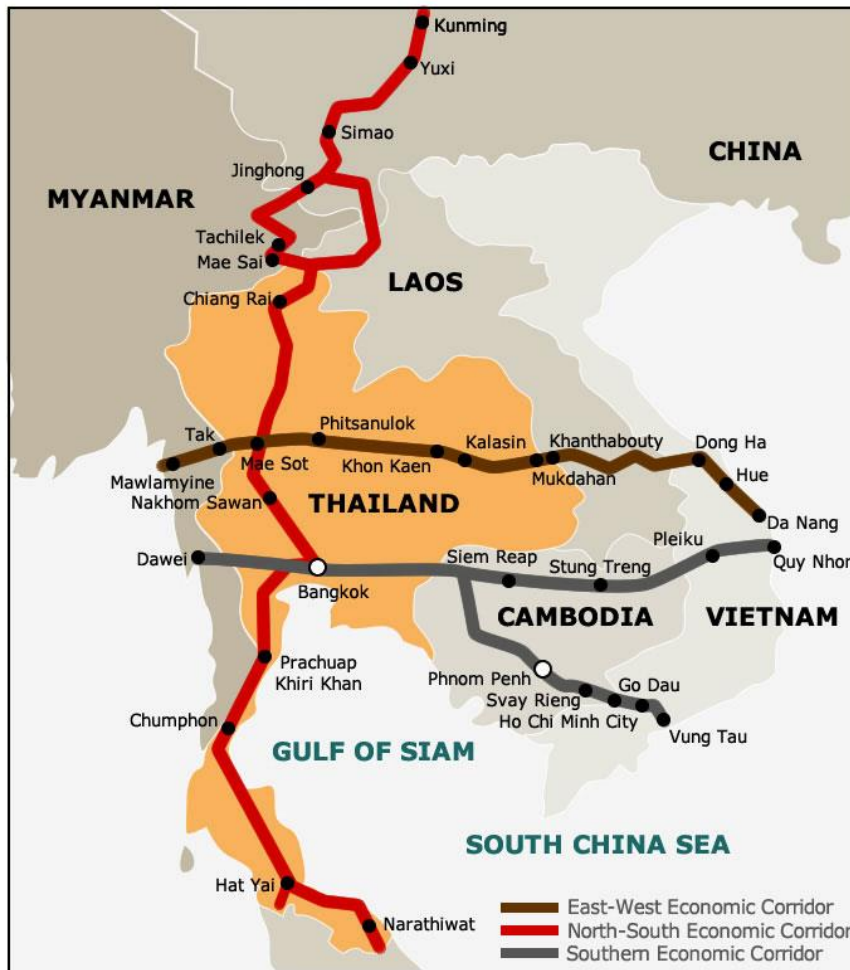 Kunming
Yuxi
Simao
CHINA
Jinghong
MYANMAR
Tachilek
Mae Sai
LAOS
Chiang Rai
Phitsanulok
Tak
Kalasin
Khanthabouty
Dong Ha
Mae Sot
Khon Kaen
Mukdahan
Hue
Mawlamyine
Nakhom Sawan
THAILAND
Da Nang
Pleiku
Dawei
Siem Reap
Stung Treng
Quy Nhon
Bangkok
CAMBODIA
VIETNAM
Prachuap
Khiri Khan
Phnom Penh
Go Dau
Svay Rieng
Ho Chi Minh City
Chumphon
Vung Tau
GULF OF SIAM
SOUTH CHINA SEA
Hat Yai
Narathiwat
East-West Economic Corridor
North-South Economic Corridor
Southern Economic Corridor